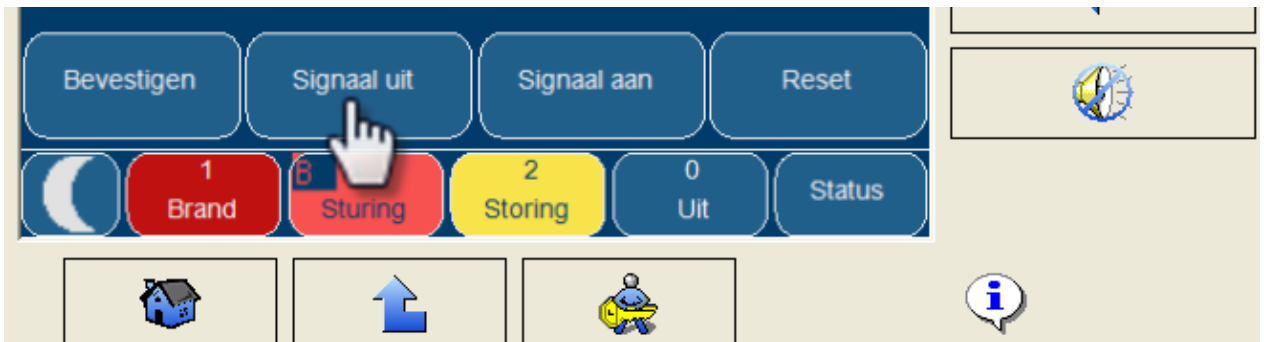 Bevestigen
Signaal uit
Signaal aan
Reset
1
Brand
B
Sturing
2
Storing
0
Uit
Status
i